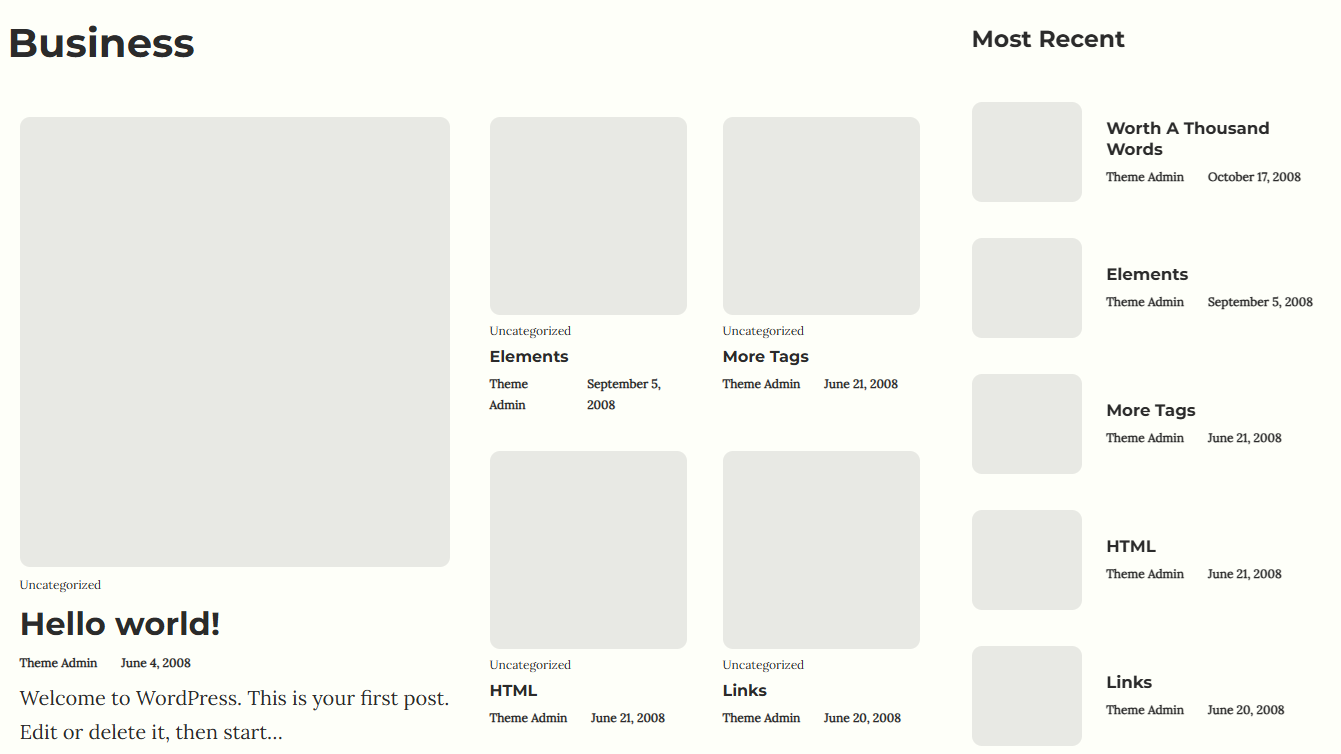 Business
Uncategorized
Hello world!
Theme Admin June 4, 2008
Welcome to WordPress. This is your first post.
Edit or delete it, then start...
Uncategorized
Elements
Theme Admin
September 5, 2008
Uncategorized
More Tags
Theme Admin June 21, 2008
Uncategorized
HTML
Theme Admin June 21, 2008
Uncategorized
Links
Theme Admin June 20, 2008
Most Recent
Worth A Thousand
Words
Theme Admin October 17, 2008
Elements
Theme Admin September 5, 2008
More Tags
Theme Admin June 21, 2008
HTML
Theme Admin June 21, 2008
Links
Theme Admin June 20, 2008